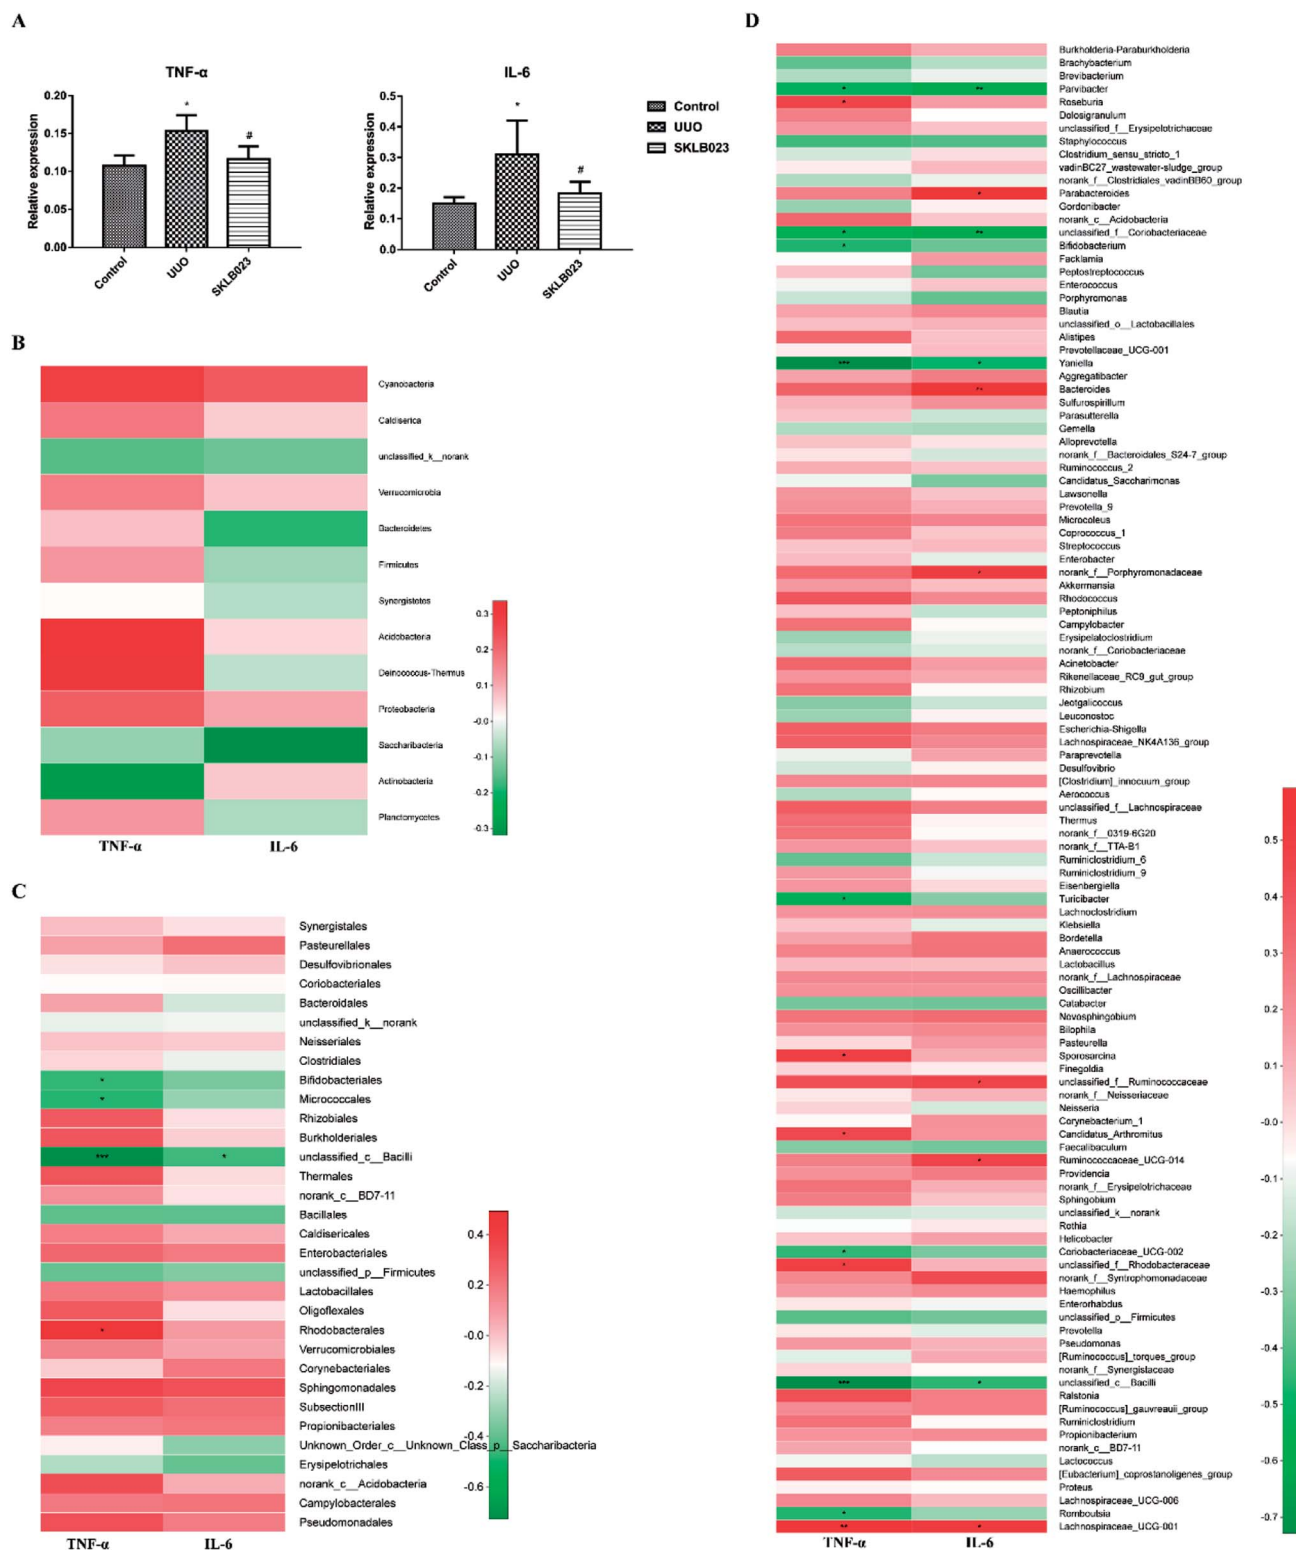 A
TNF-α
Relative expression
0.20
0.15
0.10
0.05
0.00
*
#
Control
UUO
SKLB023
IL-6
Relative expression
0.5
0.4
0.3
0.2
0.1
0.0
*
#
Control
UUO
SKLB023
Control
UUO
SKLB023
B
Cyanobacteria
Caldiserica
unclassified_k__norank
Verrucomicrobia
Bacteroidetes
Firmicutes
Acidobacteria
Deinococcus-Thermus
Proteobacteria
Saccharibacteria
Actinobacteria
Planctomycetes
TNF-α
IL-6
0.3
0.1
-0.0
-0.1
-0.2
-0.3
C
Synergistales
Pasteurellales
Desulfovibrionales
Coriobacteriales
Bacteroidales
unclassified_k__norank
Neisseriales
Clostridiales
* Bifidobacteriales
* Micrococcales
Rhizobiales
Burkholderiales
*** * unclassified_c__Bacilli
Thermales
norank_c__BD7-11
Bacillales
Caldisericales
Enterobacteriales
unclassified_p__Firmicutes
Lactobacillales
Oligoflexales
* Rhodobacterales
Verrucomicrobiales
Corynebacteriales
Sphingomonadales
SubsectionIII
Propionibacteriales
Unknown_Order_c__Unknown_Class_p__Saccharibacteria
Erysipelotrichales
norank_c__Acidobacteria
Campylobacterales
Pseudomonadales
TNF-α
IL-6
0.4
0.2
-0.0
-0.2
-0.4
-0.6
D
Burkholderia-Paraburkholderia
Brachybacterium
Brevibacterium
* ** Parvibacter
* Roseburia
Dolosigranulum
unclassified_f__Erysipelotrichaceae
Staphylococcus
Clostridium_sensu_stricto_1
vadinBC27_wastewater-sludge_group
norank_f__Clostridiales_vadinBB60_group
* Parabacteroides
Gordonibacter
norank_c__Acidobacteria
* ** unclassified_f__Coriobacteriaceae
* Bifidobacterium
Facklamia
Peptostreptococcus
Enterococcus
Porphyromonas
Blautia
unclassified_o__Lactobacillales
Alistipes
Prevotellaceae_UCG-001
*** * Yaniella
Aggregatibacter
** Bacteroides
Sulfurospirillum
Parasutterella
Gemella
Alloprevotella
norank_f__Bacteroidales_S24-7_group
Ruminococcus_2
Candidatus_Saccharimonas
Lawsonella
Prevotella_9
Microcoleus
Coprococcus_1
Streptococcus
Enterobacter
* norank_f__Porphyromonadaceae
Akkermansia
Rhodococcus
Peptoniphilus
Campylobacter
Erysipelatoclostridium
norank_f__Coriobacteriaceae
Acinetobacter
Rikenellaceae_RC9_gut_group
Rhizobium
Jeotgalicoccus
Leuconostoc
Escherichia-Shigella
Lachnospiraceae_NK4A136_group
Paraprevotella
Desulfovibrio
[Clostridium]_innocuum_group
Aerococcus
unclassified_f__Lachnospiraceae
Thermus
norank_f__0319-6G20
norank_f__TTA-B1
Ruminiclostridium_6
Ruminiclostridium_9
Eisenbergiella
* Turicibacter
Lachnoclostridium
Klebsiella
Bordetella
Anaerococcus
Lactobacillus
norank_f__Lachnospiraceae
Oscillibacter
Catabacter
Novosphingobium
Bilophila
Pasteurella
* Sporosarcina
Finegoldia
* unclassified_f__Ruminococcaceae
norank_f__Neisseriaceae
Neisseria
Corynebacterium_1
* Candidatus_Arthromitus
Faecalibaculum
* Ruminococcaceae_UCG-014
Providencia
norank_f__Erysipelotrichaceae
Sphingobium
unclassified_k__norank
Rothia
Helicobacter
* Coriobacteriaceae_UCG-002
* unclassified_f__Rhodobacteraceae
norank_f__Syntrophomonadaceae
Haemophilus
Enterorhabdus
unclassified_p__Firmicutes
Prevotella
Pseudomonas
[Ruminococcus]_torques_group
norank_f__Synergistaceae
*** * unclassified_c__Bacilli
Ralstonia
[Ruminococcus]_gauvreauii_group
Ruminiclostridium
Propionibacterium
norank_c__BD7-11
Lactococcus
[Eubacterium]_coprostanoligenes_group
Proteus
Lachnospiraceae_UCG-006
* Romboutsia
** * Lachnospiraceae_UCG-001
TNF-α
IL-6
0.5
0.4
0.3
0.2
0.1
-0.0
-0.1
-0.2
-0.3
-0.4
-0.5
-0.6
-0.7